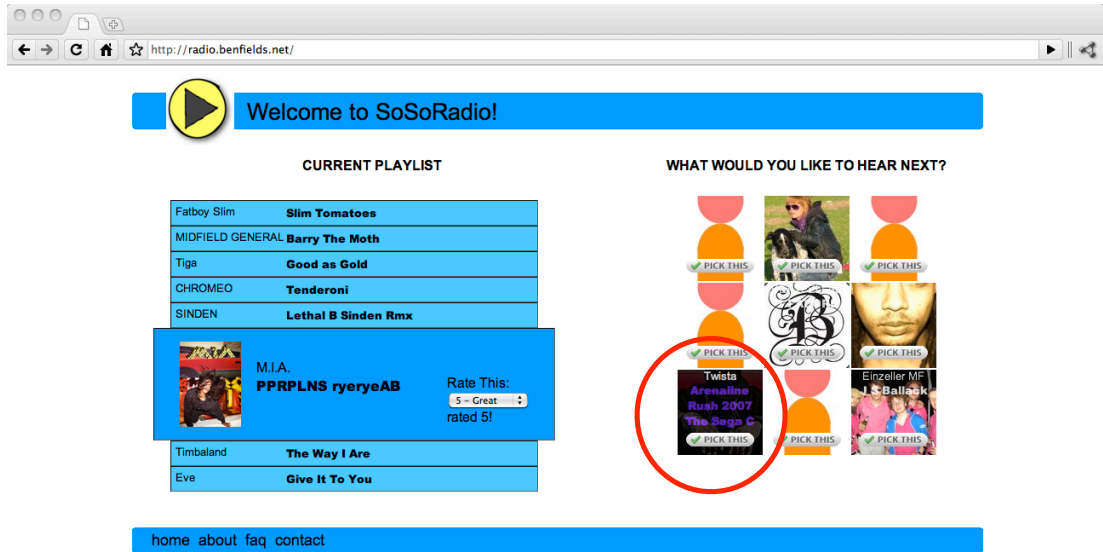 http://radio.benfields.net/
Welcome to SoSoRadio!
CURRENT PLAYLIST
Fatboy Slim Slim Tomatoes
MIDFIELD GENERAL Barry The Moth
Tiga Good as Gold
CHROMEO Tenderoni
SINDEN Lethal B Sinden Rmx
M.I.A.
PPRPLNS ryeryeAB
Rate This:
5 - Great
rated 5!
Timbaland The Way I Are
Eve Give It To You
WHAT WOULD YOU LIKE TO HEAR NEXT?
PICK THIS PICK THIS PICK THIS
B
PICK THIS PICK THIS PICK THIS
Twista
Arenaline
Rush 2007
The Saga C
PICK THIS
PICK THIS
Einzeller MF
J S Ballack
PICK THIS
home about faq contact